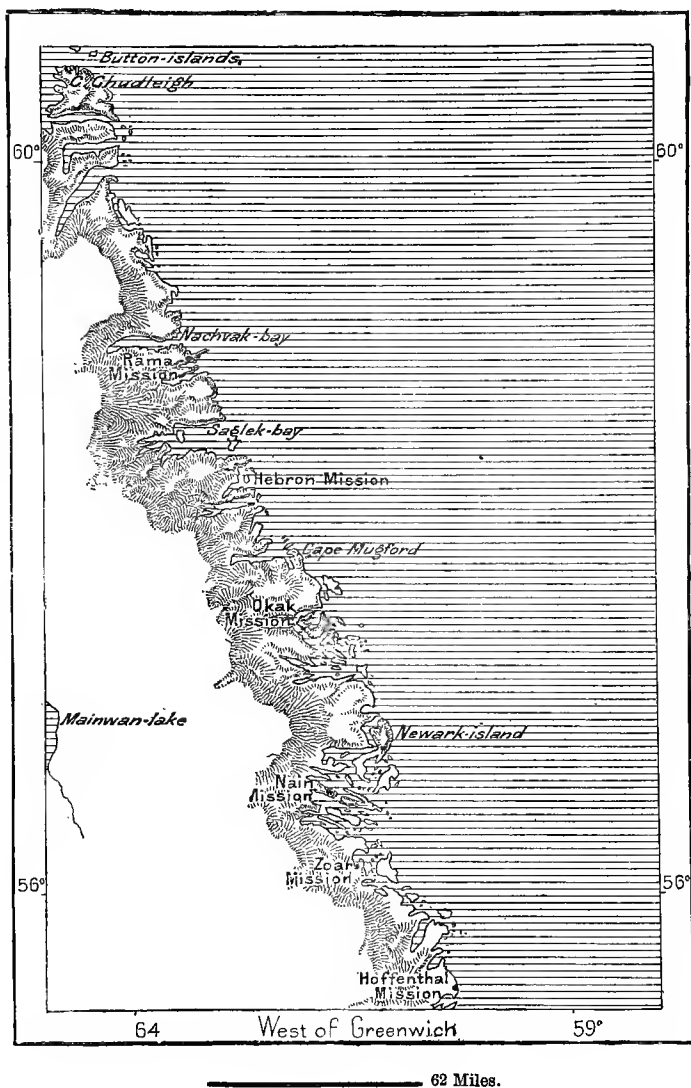 Button-islands.
C. Chudleigh
60°
60°
Nachvak-bay
Rama
Mission
Saglek-bay
Hebron-Mission
Cape-Mugford
Okak
Mission
Mainwan-lake
Newark-island
Nain
Mission
Zoar
Mission
56°
56°
Hoffenthal
Mission
64
West of Greenwich
59°
62 Miles.